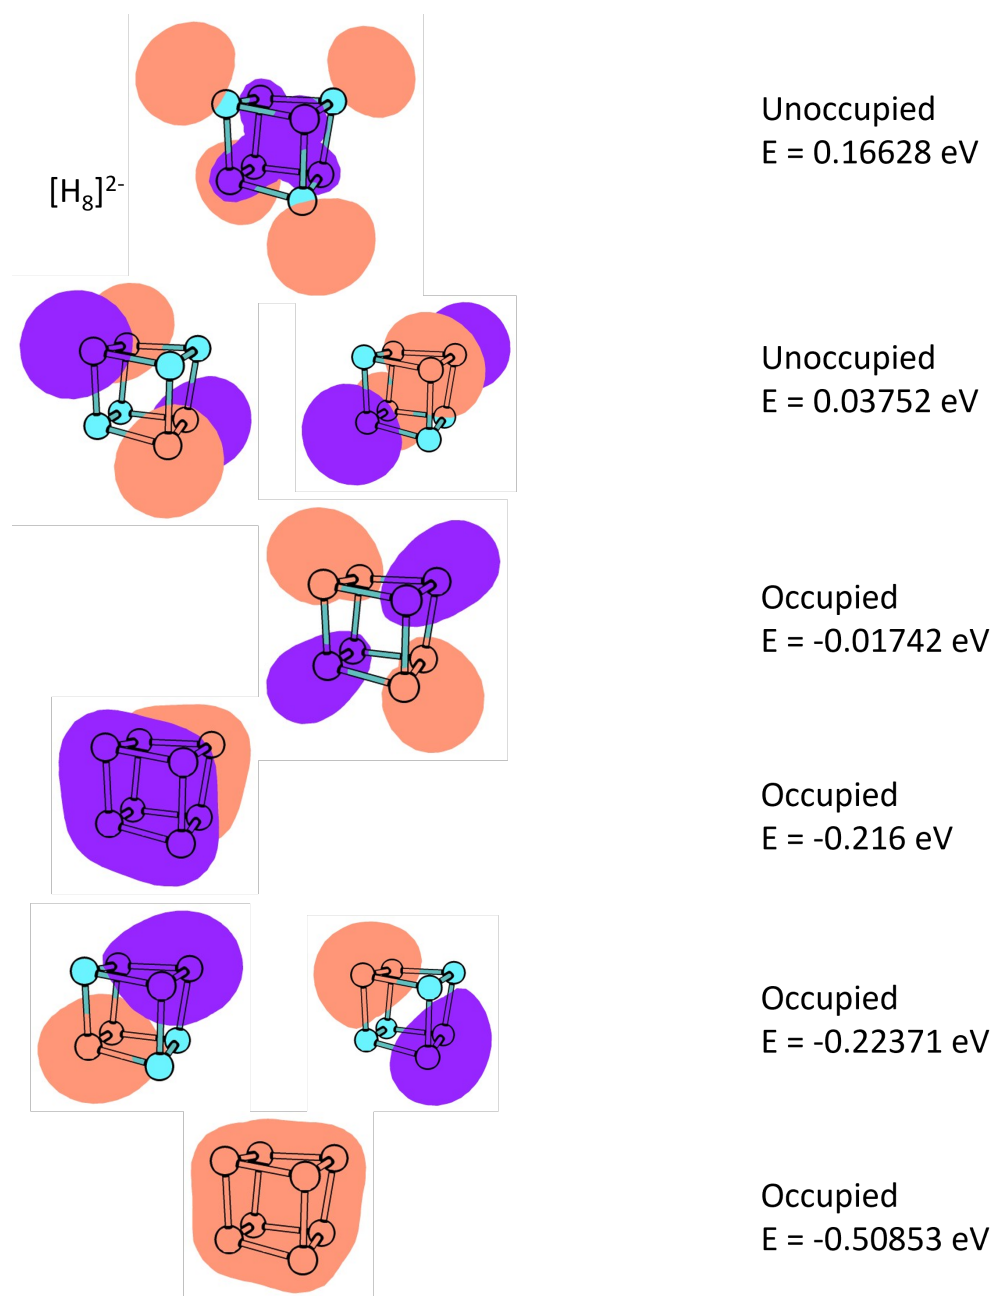 Unoccupied
E = 0.16628 eV
[H₈]²⁻
Unoccupied
E = 0.03752 eV
Occupied
E = -0.01742 eV
Occupied
E = -0.216 eV
Occupied
E = -0.22371 eV
Occupied
E = -0.50853 eV